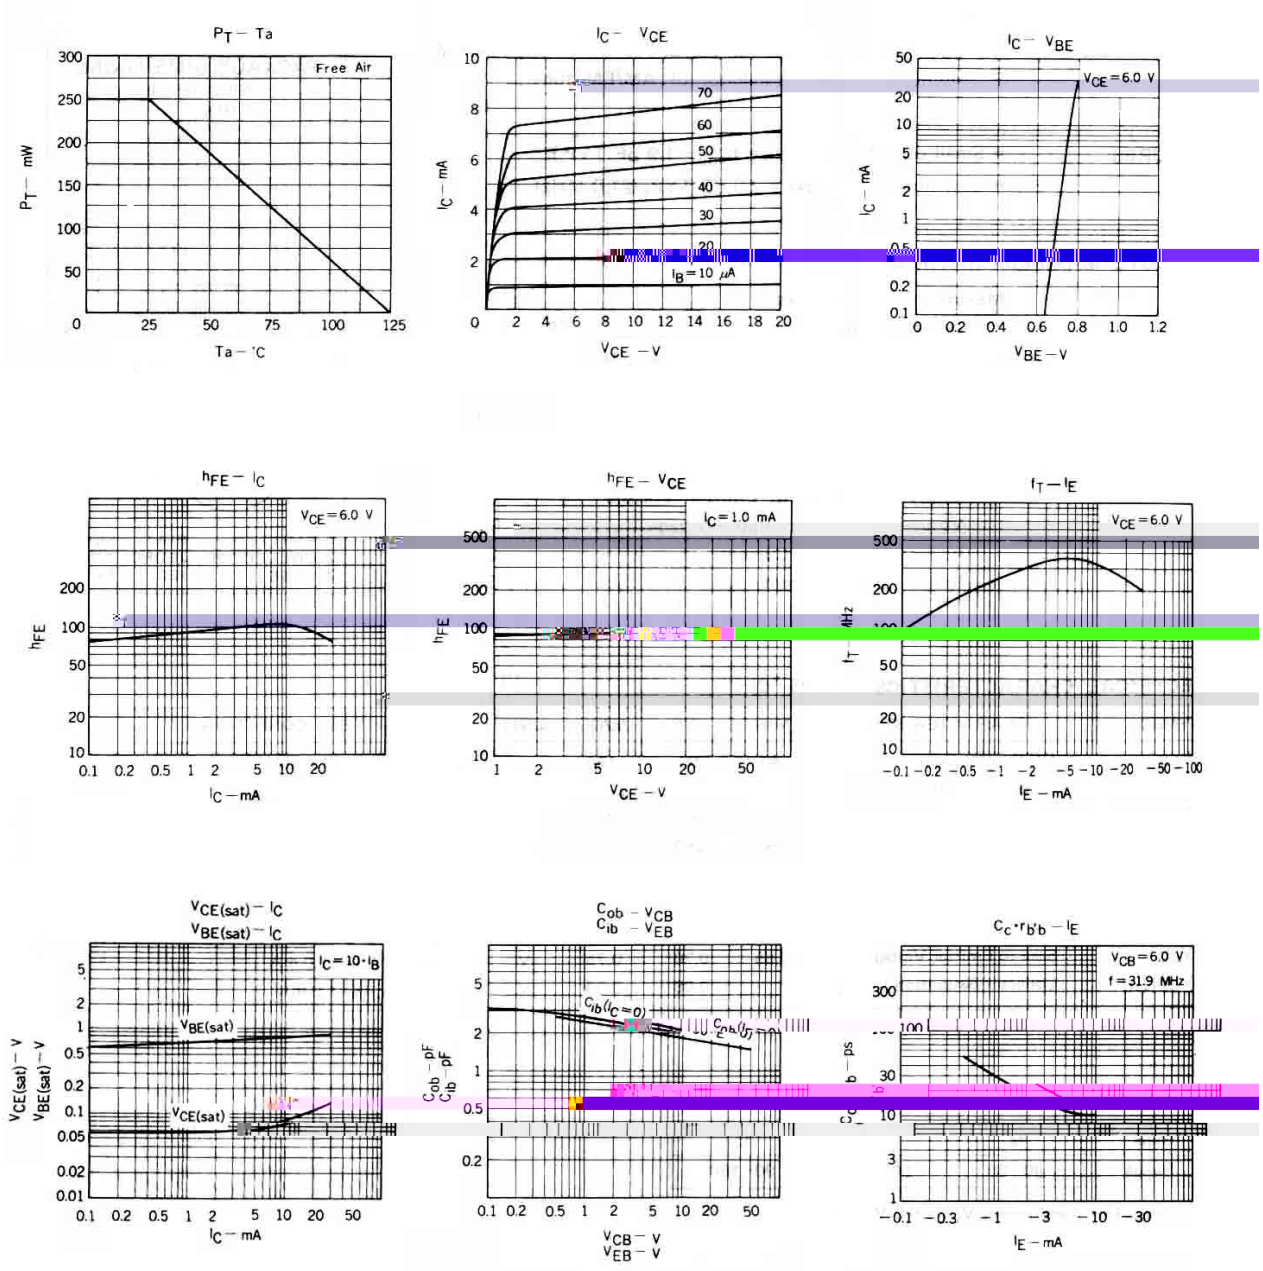 PT — Ta
300
250
200
150
100
50
0
25
50
75
100
125
Free Air
PT — mW
Ta — °C
IC — VCE
10
8
6
4
2
0
2 4 6 8 10 12 14 16 18 20
70
60
50
40
30
20
IB = 10 μA
IC — mA
VCE — V
IC — VBE
50
20
10
5
2
1
0.5
0.2
0.1
0 0.2 0.4 0.6 0.8 1.0 1.2
VCE = 6.0 V
IC — mA
VBE — V
hFE — IC
VCE = 6.0 V
200
100
50
20
10
0.1 0.2 0.5 1 2 5 10 20
hFE
IC — mA
hFE — VCE
IC = 1.0 mA
500
200
100
50
20
10
1 2 5 10 20 50
hFE
VCE — V
fT — IE
VCE = 6.0 V
500
200
100
50
20
10
-0.1 -0.2 -0.5 -1 -2 -5 -10 -20 -50 -100
fT MHz
IE — mA
VCE(sat) — IC
VBE(sat) — IC
IC = 10·IB
5
2
1
0.5
0.2
0.1
0.05
0.02
0.01
0.1 0.2 0.5 1 2 5 10 20 50
VBE(sat)
VCE(sat)
VCE(sat) — V
VBE(sat) — V
IC — mA
Cob — VCB
Cib — VEB
5
2
1
0.5
0.2
0.1 0.2 0.5 1 2 5 10 20 50
Cib(IC=0)
Cob — pF
Cib — pF
VCB — V
VEB — V
Cc·rb'b — IE
VCB = 6.0 V
f = 31.9 MHz
300
100
30
10
3
1
-0.1 -0.3 -1 -3 -10 -30
b — ps
IE — mA